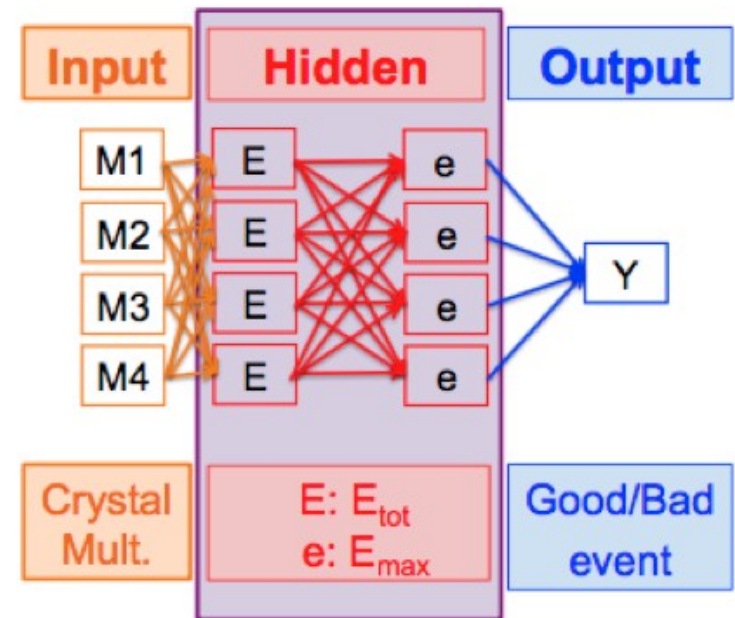 Input Hidden Output
M1 E e
M2 E e
Y
M3 E e
M4 E e
Crystal
Mult.
E: Etot
e: Emax
Good/Bad
event